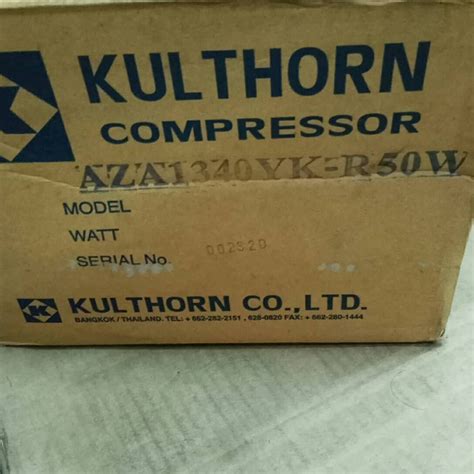 KULTHORN
COMPRESSOR
AZA1340YK-R50W
MODEL
WATT
SERIAL No. 002520
KULTHORN CO.,LTD.
BANGKOK / THAILAND. TEL: + 662-282-2151 , 628-0820 FAX: + 662-280-1444